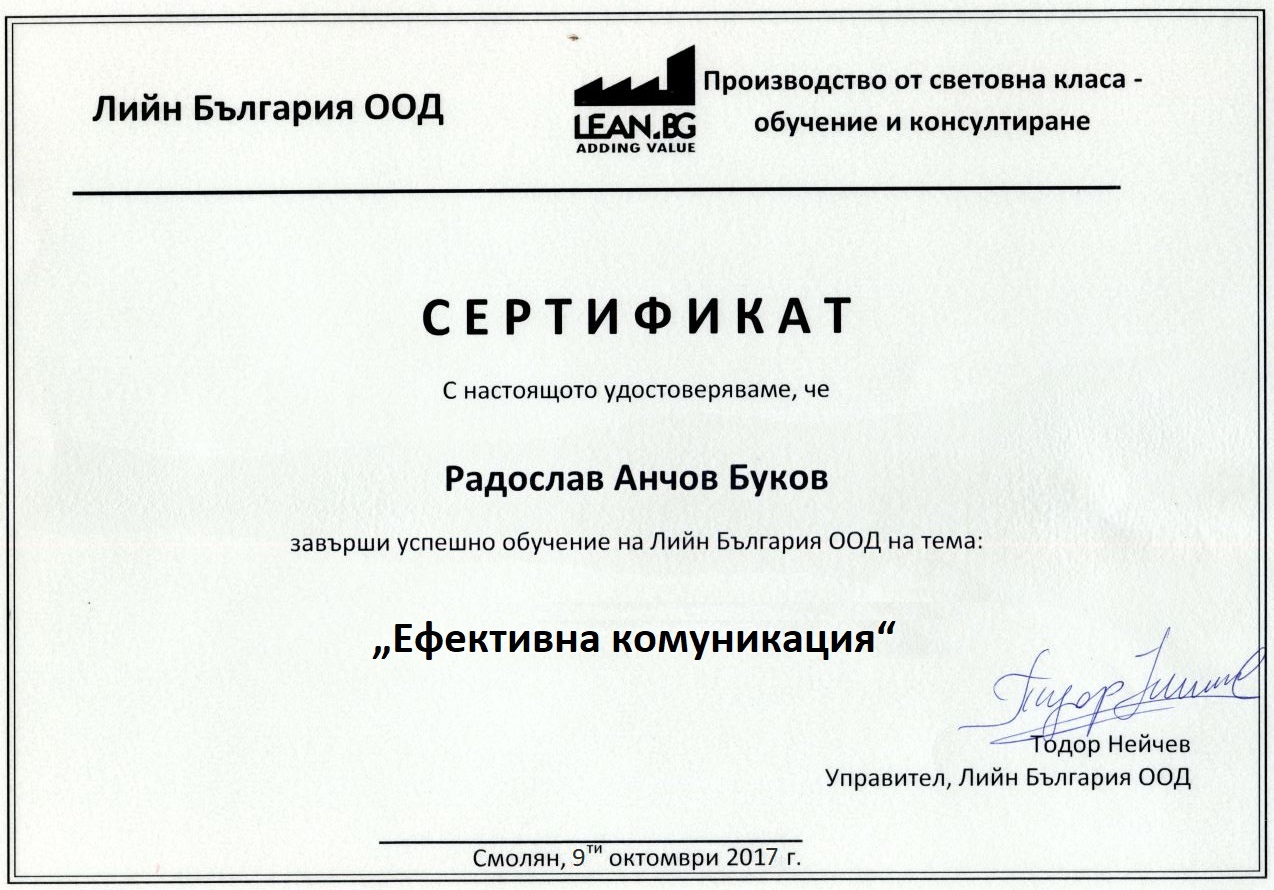 Лийн България ООД
LEAN.BG
ADDING VALUE
Производство от световна класа -
обучение и консултиране
СЕРТИФИКАТ
С настоящото удостоверяваме, че
Радослав Анчов Буков
завърши успешно обучение на Лийн България ООД на тема:
„Ефективна комуникация“
Тодор Нейчев
Управител, Лийн България ООД
Смолян, 9ти октомври 2017 г.